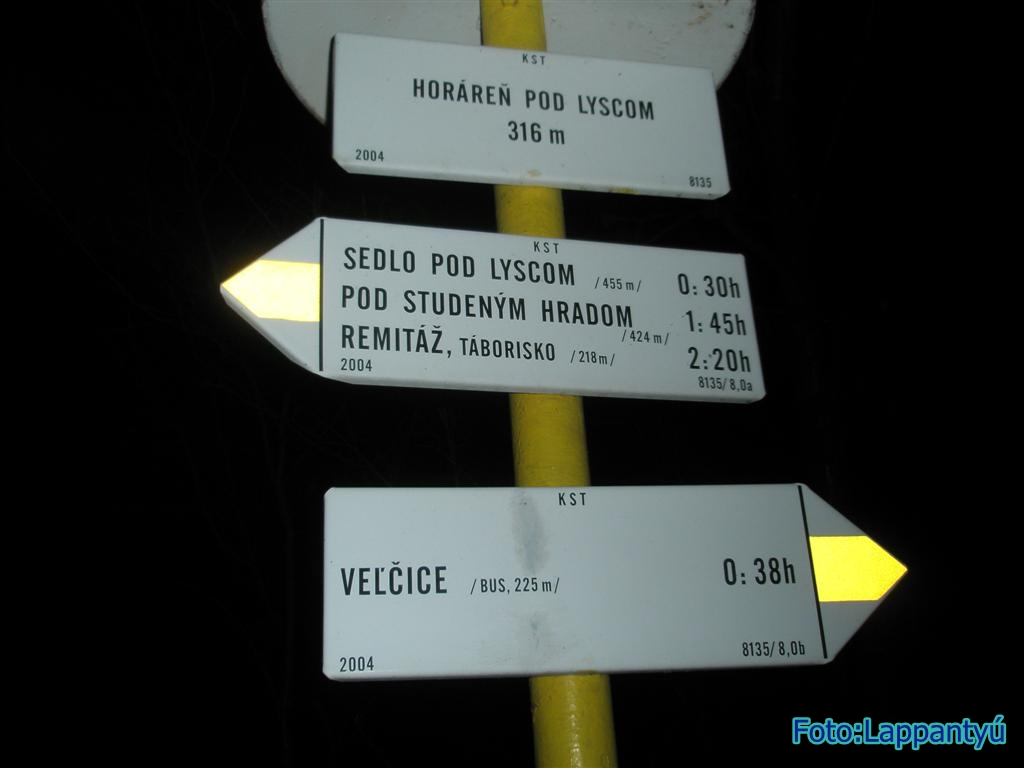 KST
HORÁREŇ POD LYSCOM
316 m
2004 8135
KST
SEDLO POD LYSCOM /455 m/ 0:30h
POD STUDENÝM HRADOM /424 m/ 1:45h
REMITÁŽ, TÁBORISKO /218 m/ 2:20h
2004 8135/8,0a
KST
VEĽČICE /BUS, 225 m/ 0:38h
2004 8135/8,0b
Foto:Lappantyú